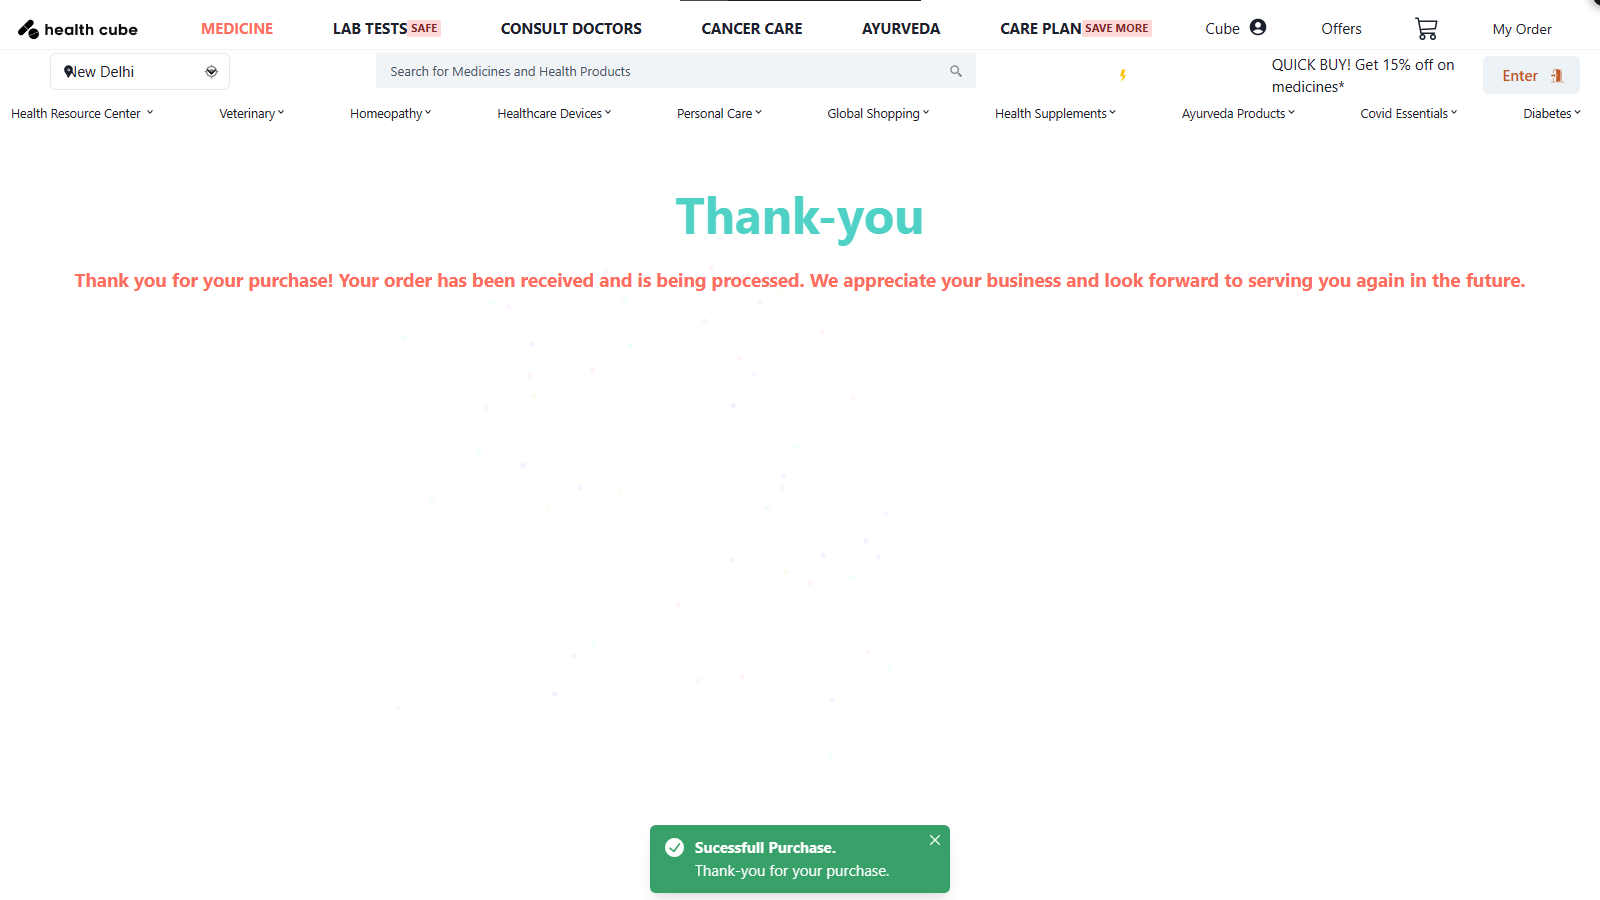 health cube
MEDICINE
LAB TESTS SAFE
CONSULT DOCTORS
CANCER CARE
AYURVEDA
CARE PLAN SAVE MORE
Cube
Offers
My Order
New Delhi
Search for Medicines and Health Products
QUICK BUY! Get 15% off on
medicines*
Enter
Health Resource Center
Veterinary
Homeopathy
Healthcare Devices
Personal Care
Global Shopping
Health Supplements
Ayurveda Products
Covid Essentials
Diabetes
Thank-you
Thank you for your purchase! Your order has been received and is being processed. We appreciate your business and look forward to serving you again in the future.
Sucessfull Purchase.
Thank-you for your purchase.